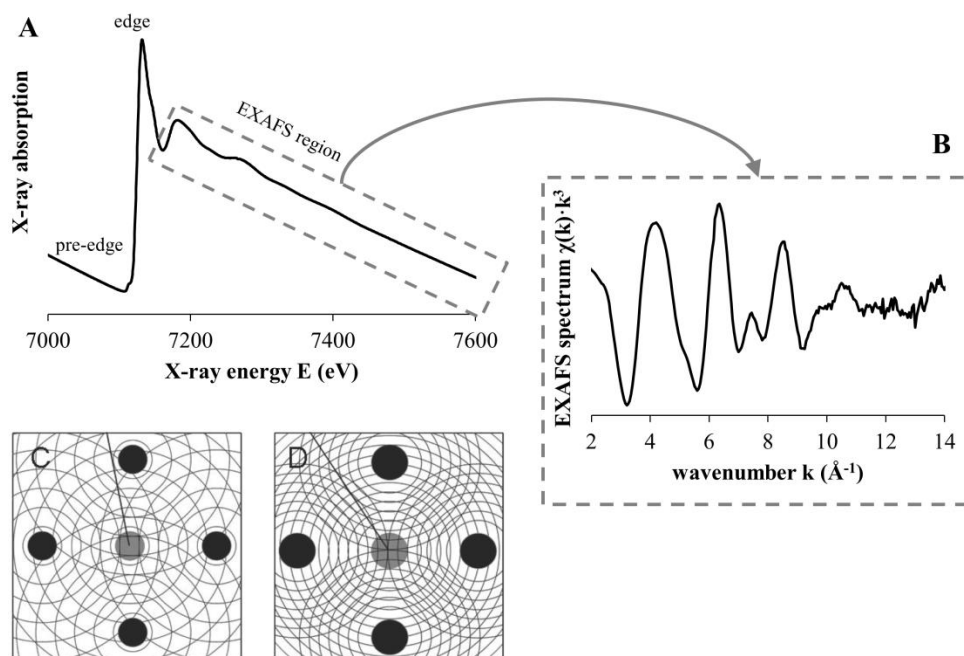 A
edge
X-ray absorption
EXAFS region
pre-edge
7000 7200 7400 7600
X-ray energy E (eV)
B
EXAFS spectrum χ(k)·k³
2 4 6 8 10 12 14
wavenumber k (Å⁻¹)
C
D